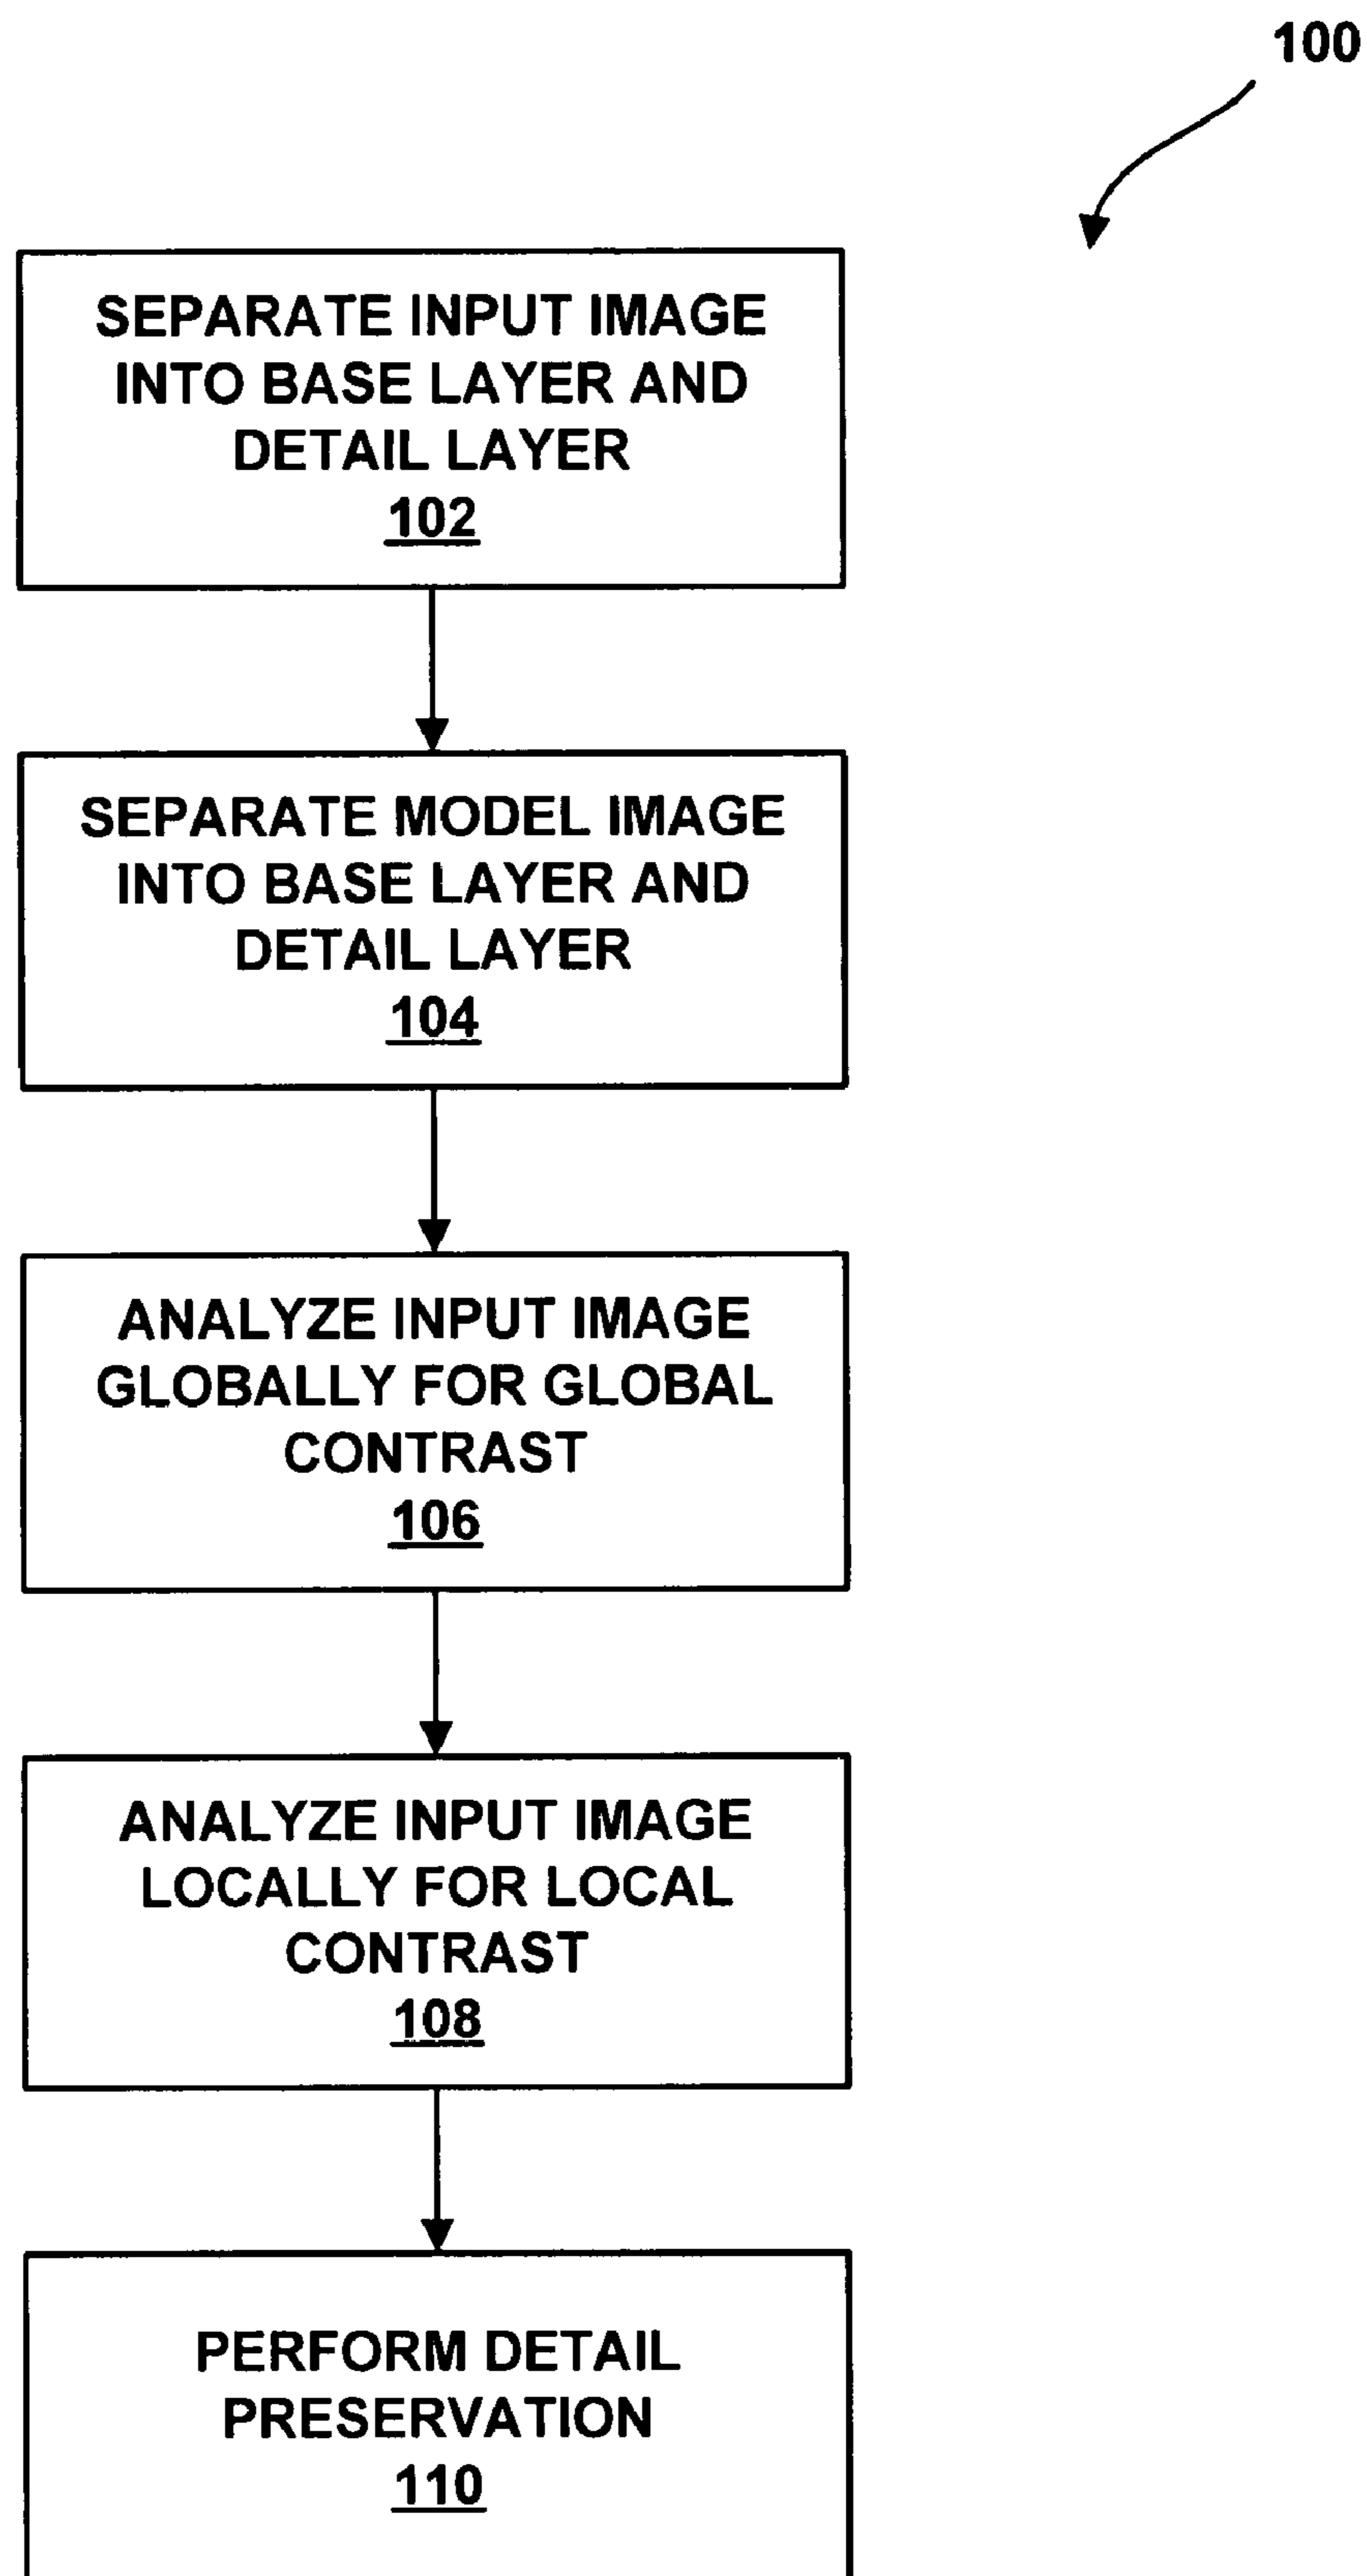 100
SEPARATE INPUT IMAGE
INTO BASE LAYER AND
DETAIL LAYER
102
SEPARATE MODEL IMAGE
INTO BASE LAYER AND
DETAIL LAYER
104
ANALYZE INPUT IMAGE
GLOBALLY FOR GLOBAL
CONTRAST
106
ANALYZE INPUT IMAGE
LOCALLY FOR LOCAL
CONTRAST
108
PERFORM DETAIL
PRESERVATION
110